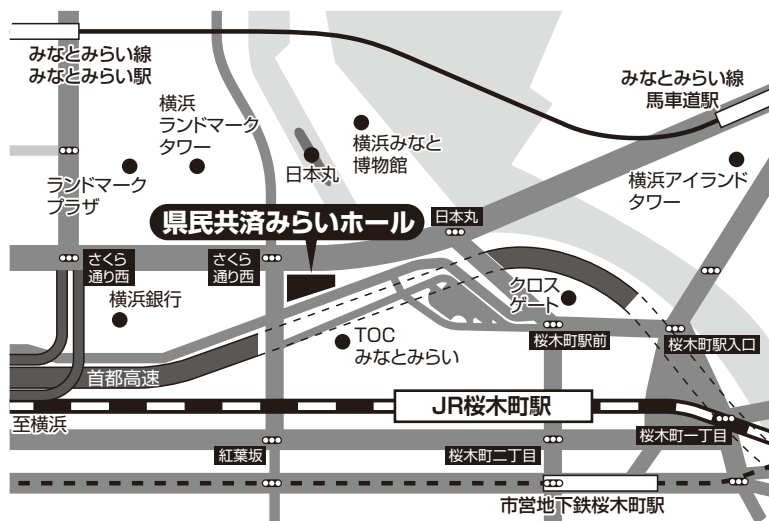 みなとみらい線
みなとみらい駅
みなとみらい線
馬車道駅
横浜
ランドマーク
タワー
横浜みなと
博物館
日本丸
ランドマーク
プラザ
横浜アイランド
タワー
県民共済みらいホール
日本丸
さくら
通り西
さくら
通り西
横浜銀行
クロス
ゲート
TOC
みなとみらい
桜木町駅前
桜木町駅入口
首都高速
JR桜木町駅
至横浜
紅葉坂
桜木町二丁目
桜木町一丁目
市営地下鉄桜木町駅